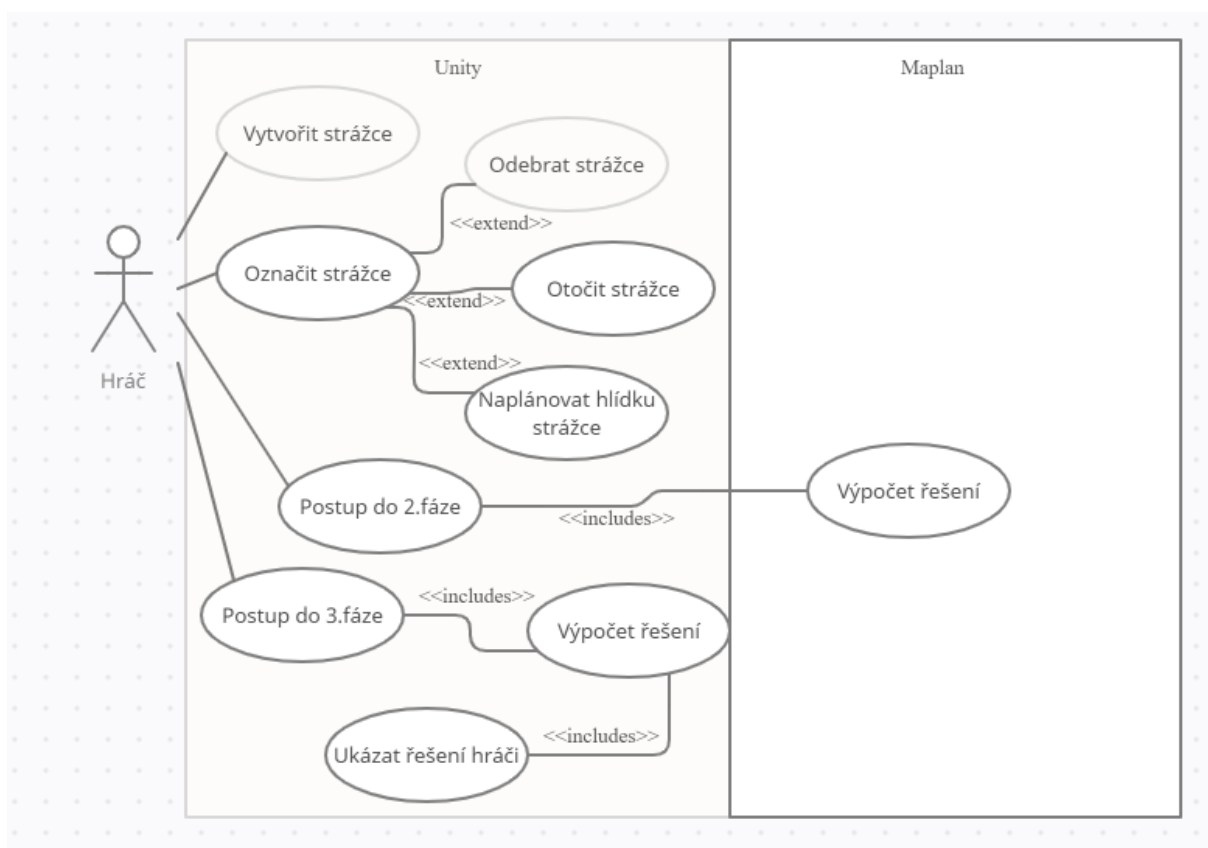 Unity
Maplan
Vytvořit strážce
Odebrat strážce
<<extend>>
Označit strážce
Otočit strážce
<<extend>>
<<extend>>
Hráč
Naplánovat hlídku
strážce
Výpočet řešení
Postup do 2.fáze
<<includes>>
<<includes>>
Postup do 3.fáze
Výpočet řešení
<<includes>>
Ukázat řešení hráči